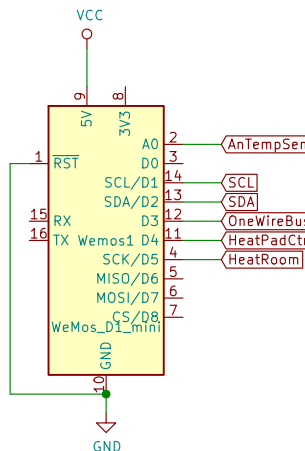 VCC
9
8
5V
3V3
A0
2
AnTempSen
1
RST
D0
3
SCL/D1
14
SCL
SDA/D2
13
SDA
15
RX
D3
12
OneWireBus
16
TX
Wemos1
D4
11
HeatPadCtr
SCK/D5
4
HeatRoom
MISO/D6
5
MOSI/D7
6
CS/D8
7
WeMos_D1_mini
GND
10
GND